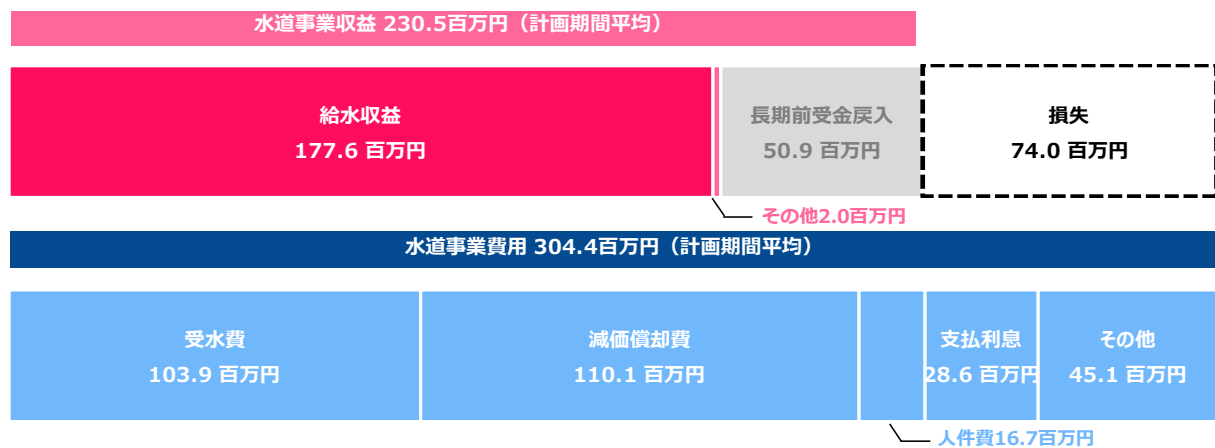 水道事業収益 230.5百万円（計画期間平均）
給水収益
177.6 百万円
長期前受金戻入
50.9 百万円
損失
74.0 百万円
その他2.0百万円
水道事業費用 304.4百万円（計画期間平均）
受水費
103.9 百万円
減価償却費
110.1 百万円
支払利息
28.6 百万円
その他
45.1 百万円
人件費16.7百万円